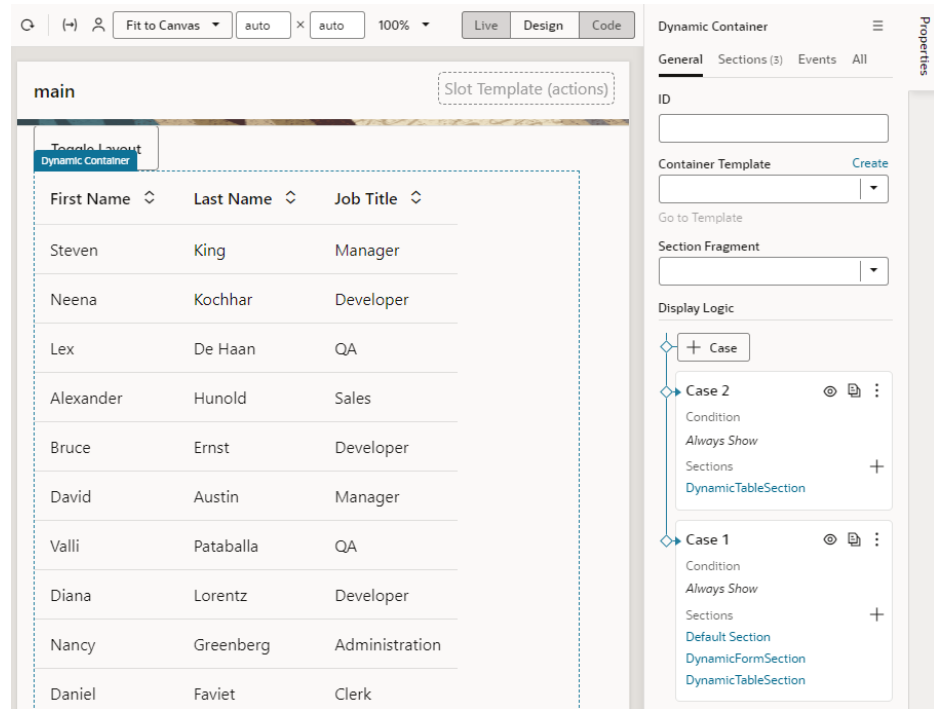 Fit to Canvas auto × auto 100% Live Design Code
main
Slot Template (actions)
Toggle Layout
Dynamic Container
First Name Last Name Job Title
Steven King Manager
Neena Kochhar Developer
Lex De Haan QA
Alexander Hunold Sales
Bruce Ernst Developer
David Austin Manager
Valli Pataballa QA
Diana Lorentz Developer
Nancy Greenberg Administration
Daniel Faviet Clerk
Dynamic Container
General Sections (3) Events All
ID
Container Template Create
Go to Template
Section Fragment
Display Logic
+ Case
Case 2
Condition
Always Show
Sections +
DynamicTableSection
Case 1
Condition
Always Show
Sections +
Default Section
DynamicFormSection
DynamicTableSection
Properties